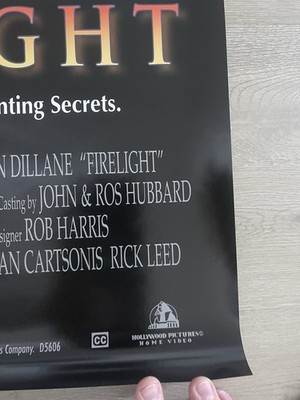 GHT
nting Secrets.
N DILLANE "FIRELIGHT"
Casting by JOHN & ROS HUBBARD
signer ROB HARRIS
AN CARTSONIS RICK LEED
CC
HOLLYWOOD PICTURES®
HOME VIDEO
s Company. D5606